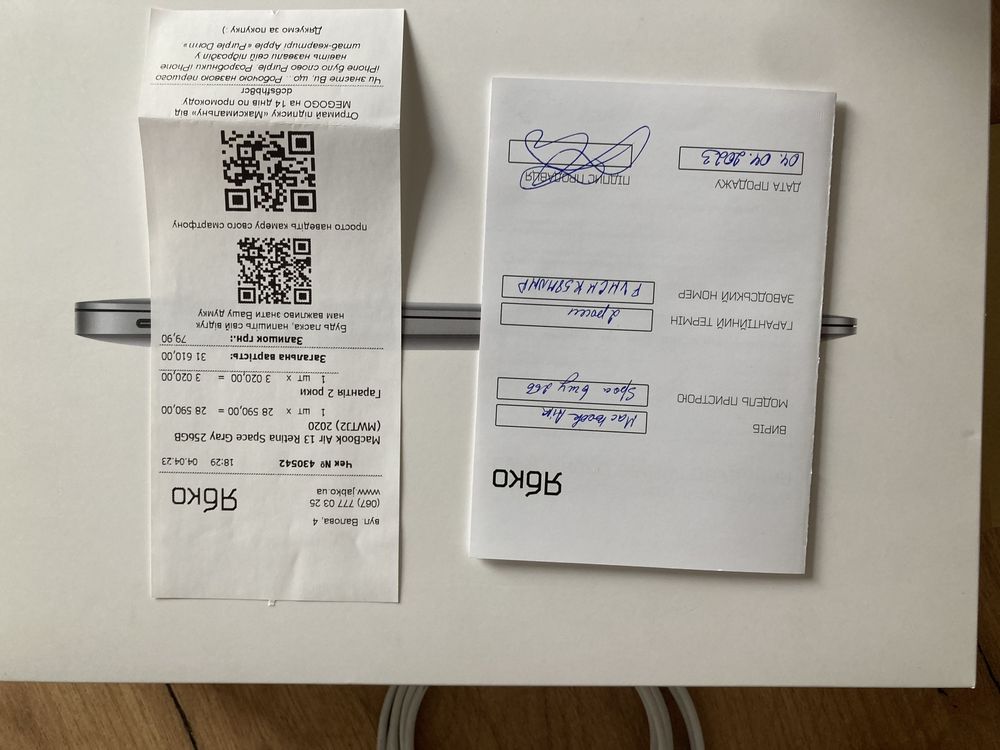 Ябко
ВИРІБ Macbook Air
МОДЕЛЬ ПРИСТРОЮ
ГАРАНТІЙНИЙ ТЕРМІН 2 роки
ЗАВОДСЬКИЙ НОМЕР
ДАТА ПРОДАЖУ ПІДПИС ПРОДАВЦЯ
04.04.2023
вул. Валова, 4
(067) 777 03 25
www.jabko.ua
Ябко
Чек № 430542 18:29 04.04.23
MacBook Air 13 Retina Space Gray 256GB
(MWTJ2) 2020
1 шт x 28 590,00 = 28 590,00
Гарантія 2 роки
1 шт x 3 020,00 = 3 020,00
Загальна вартість: 31 610,00
Залишок грн.: 79,90
Будь ласка, напишіть свій відгук
нам важливо знати Вашу думку
просто наведіть камеру свого смартфону
Отримай підписку «Максимальну» від
MEGOGO на 14 днів по промокоду
dc6sfhb8cr
Чи знаєте Ви, що... Робочою назвою першого
iPhone було слово Purple. Розробники iPhone
навіть назвали свій підрозділ у
штаб-квартирі Apple «Purple Dorm»
Дякуємо за покупку :)